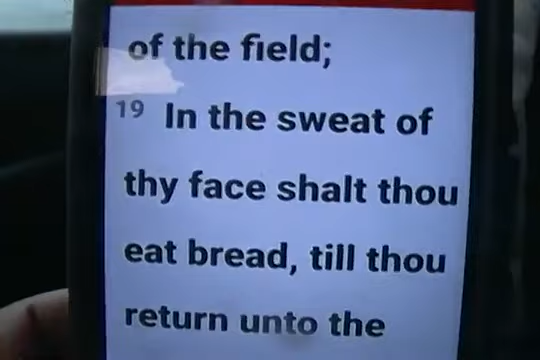 of the field;
19 In the sweat of
thy face shalt thou
eat bread, till thou
return unto the